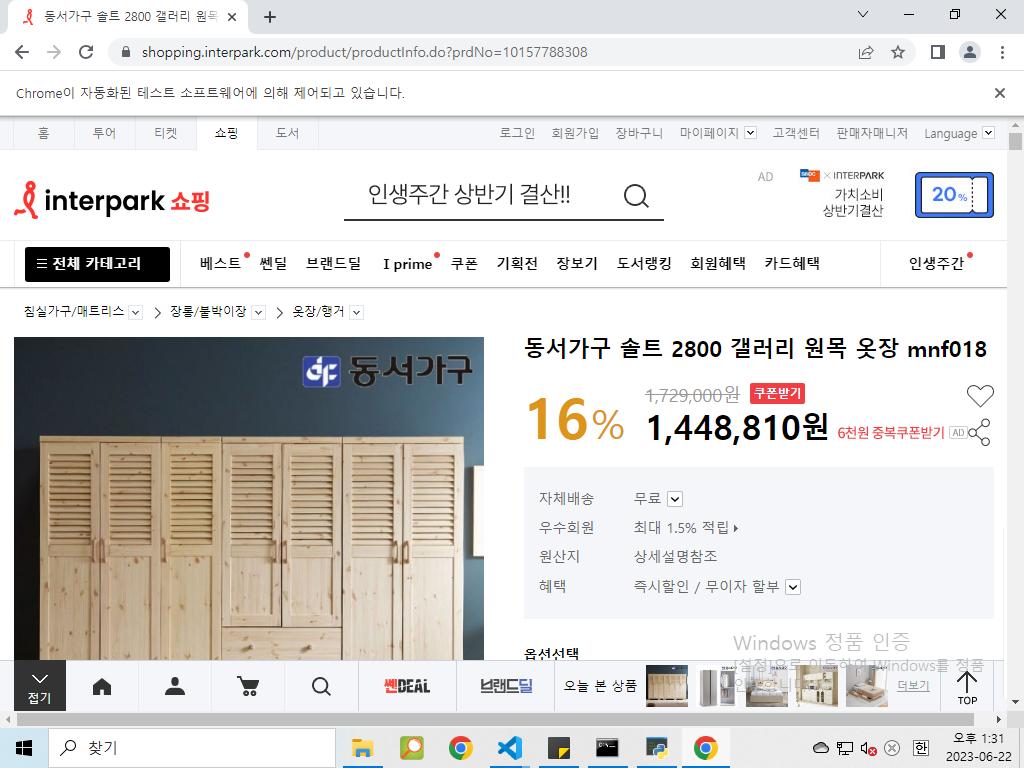 동서가구 솔트 2800 갤러리 원목
shopping.interpark.com/product/productInfo.do?prdNo=10157788308
Chrome이 자동화된 테스트 소프트웨어에 의해 제어되고 있습니다.
홈 투어 티켓 쇼핑 도서 로그인 회원가입 장바구니 마이페이지 고객센터 판매자매니저 Language
interpark 쇼핑
인생주간 상반기 결산!!
AD
SBDC × INTERPARK
가치소비
상반기결산
20%
전체 카테고리 베스트 쎈딜 브랜드딜 I prime 쿠폰 기획전 장보기 도서랭킹 회원혜택 카드혜택 인생주간
침실가구/매트리스 장롱/붙박이장 옷장/행거
동서가구
동서가구 솔트 2800 갤러리 원목 옷장 mnf018
16% 1,729,000원 쿠폰받기
1,448,810원 6천원 중복쿠폰받기 AD
자체배송 무료
우수회원 최대 1.5% 적립
원산지 상세설명참조
혜택 즉시할인 / 무이자 할부
옵션선택
Windows 정품 인증
[설정]으로 이동하여 Windows를 정품
접기 쎈DEAL 브랜드딜 오늘 본 상품 더보기 TOP
찾기
한
오후 1:31
2023-06-22